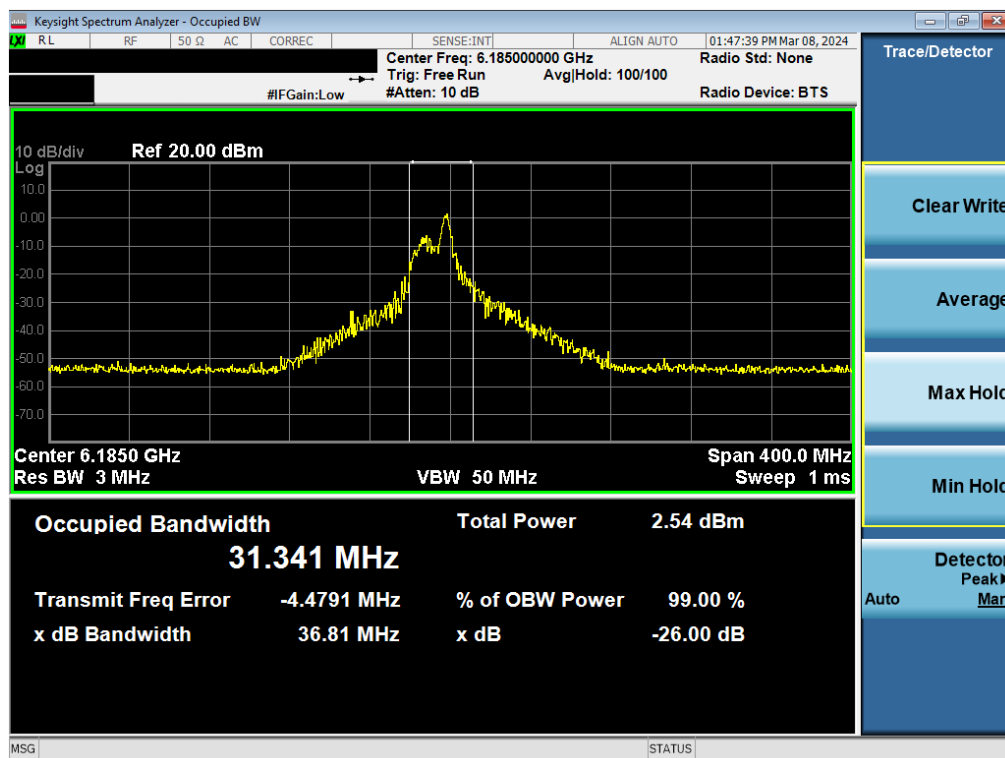 Keysight Spectrum Analyzer - Occupied BW
LXI RL RF 50 Ω AC CORREC SENSE:INT ALIGN AUTO 01:47:39 PM Mar 08, 2024
Center Freq: 6.185000000 GHz Radio Std: None
Trig: Free Run Avg|Hold: 100/100
#IFGain:Low #Atten: 10 dB Radio Device: BTS
10 dB/div Ref 20.00 dBm
Log
10.0
0.00
-10.0
-20.0
-30.0
-40.0
-50.0
-60.0
-70.0
Center 6.1850 GHz Span 400.0 MHz
Res BW 3 MHz VBW 50 MHz Sweep 1 ms
Occupied Bandwidth Total Power 2.54 dBm
31.341 MHz
Transmit Freq Error -4.4791 MHz % of OBW Power 99.00 %
x dB Bandwidth 36.81 MHz x dB -26.00 dB
MSG STATUS
Trace/Detector
Clear Write
Average
Max Hold
Min Hold
Detector
Peak
Auto Man